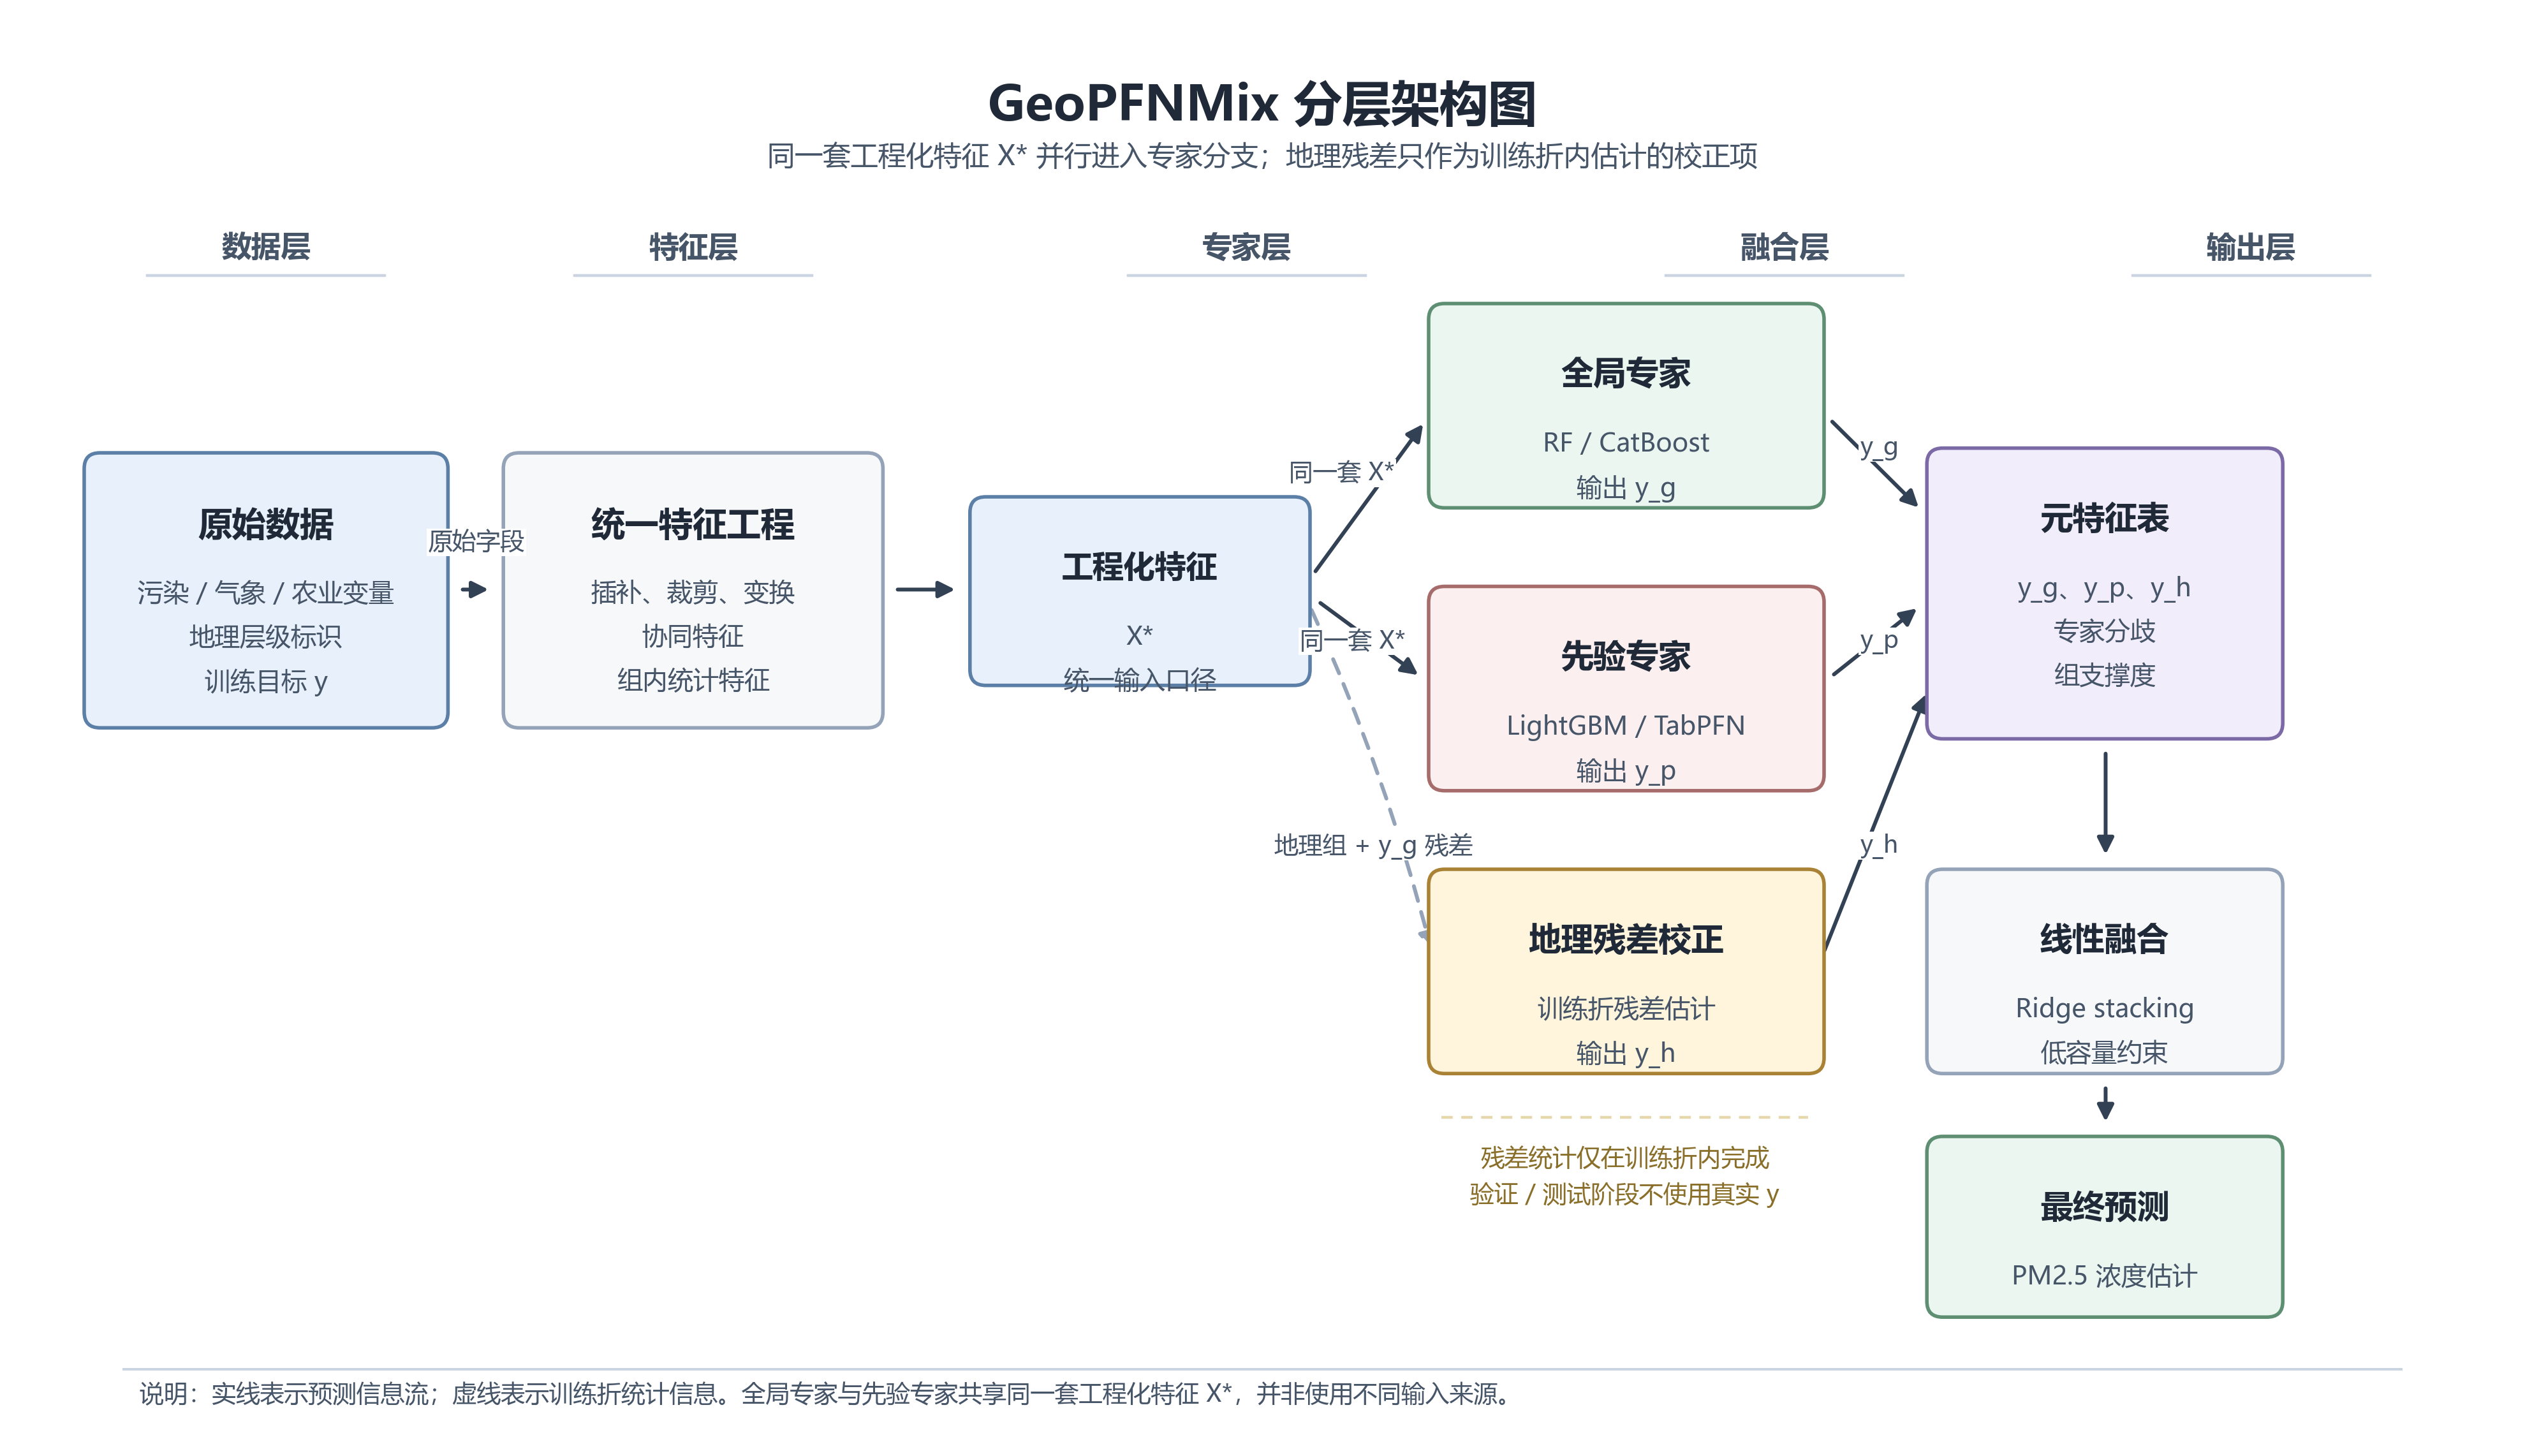 GeoPFNMix 分层架构图
同一套工程化特征 X* 并行进入专家分支；地理残差只作为训练折内估计的校正项
数据层
特征层
专家层
融合层
输出层
原始数据
污染 / 气象 / 农业变量
地理层级标识
训练目标 y
原始字段
统一特征工程
插补、裁剪、变换
协同特征
组内统计特征
工程化特征
X*
统一输入口径
同一套 X*
同一套 X*
地理组 + y_g 残差
全局专家
RF / CatBoost
输出 y_g
先验专家
LightGBM / TabPFN
输出 y_p
地理残差校正
训练折残差估计
输出 y_h
残差统计仅在训练折内完成
验证 / 测试阶段不使用真实 y
y_g
y_p
y_h
元特征表
y_g、y_p、y_h
专家分歧
组支撑度
线性融合
Ridge stacking
低容量约束
最终预测
PM2.5 浓度估计
说明：实线表示预测信息流；虚线表示训练折统计信息。全局专家与先验专家共享同一套工程化特征 X*，并非使用不同输入来源。